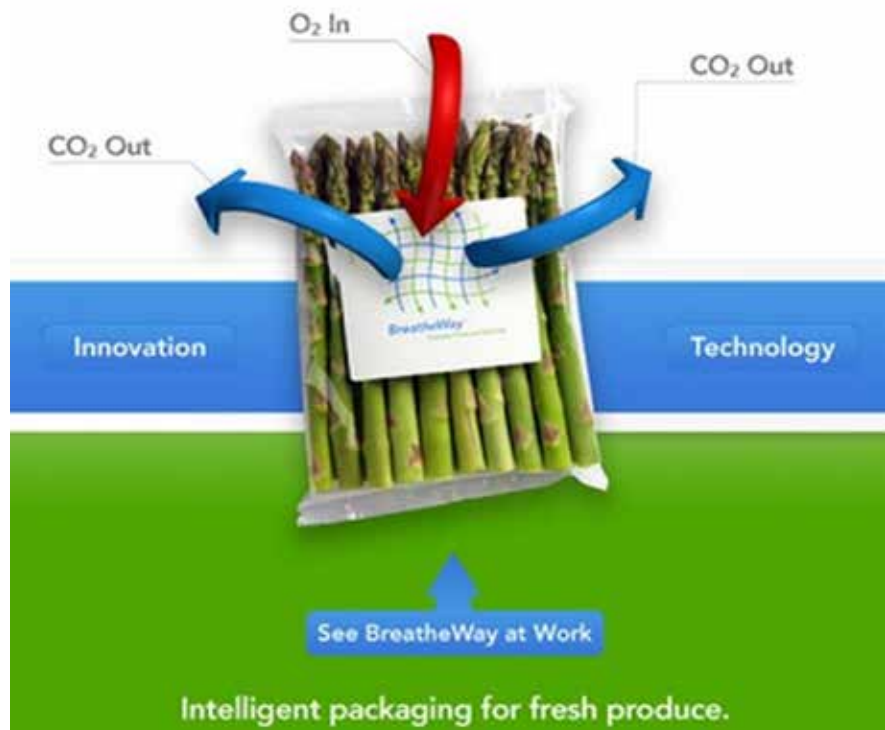 O₂ In
CO₂ Out
CO₂ Out
BreatheWay
Innovation
Technology
See BreatheWay at Work
Intelligent packaging for fresh produce.